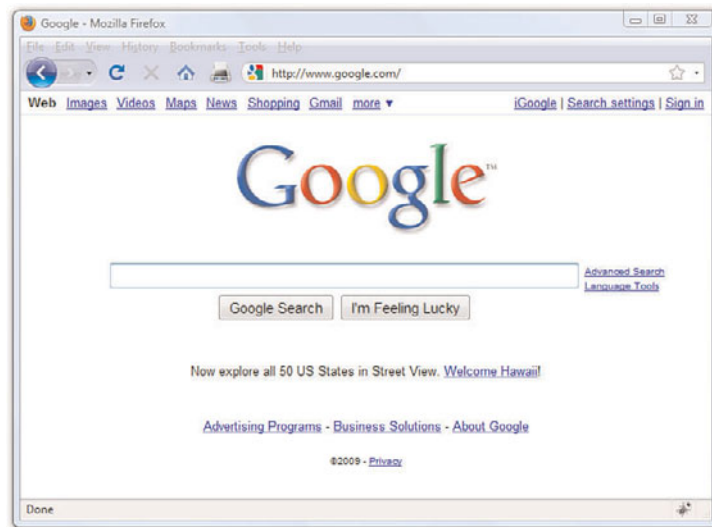 Google - Mozilla Firefox
File Edit View History Bookmarks Tools Help
http://www.google.com/
Web Images Videos Maps News Shopping Gmail more ▼ iGoogle | Search settings | Sign in
Google™
Advanced Search
Language Tools
Google Search I'm Feeling Lucky
Now explore all 50 US States in Street View. Welcome Hawaii!
Advertising Programs - Business Solutions - About Google
©2009 - Privacy
Done